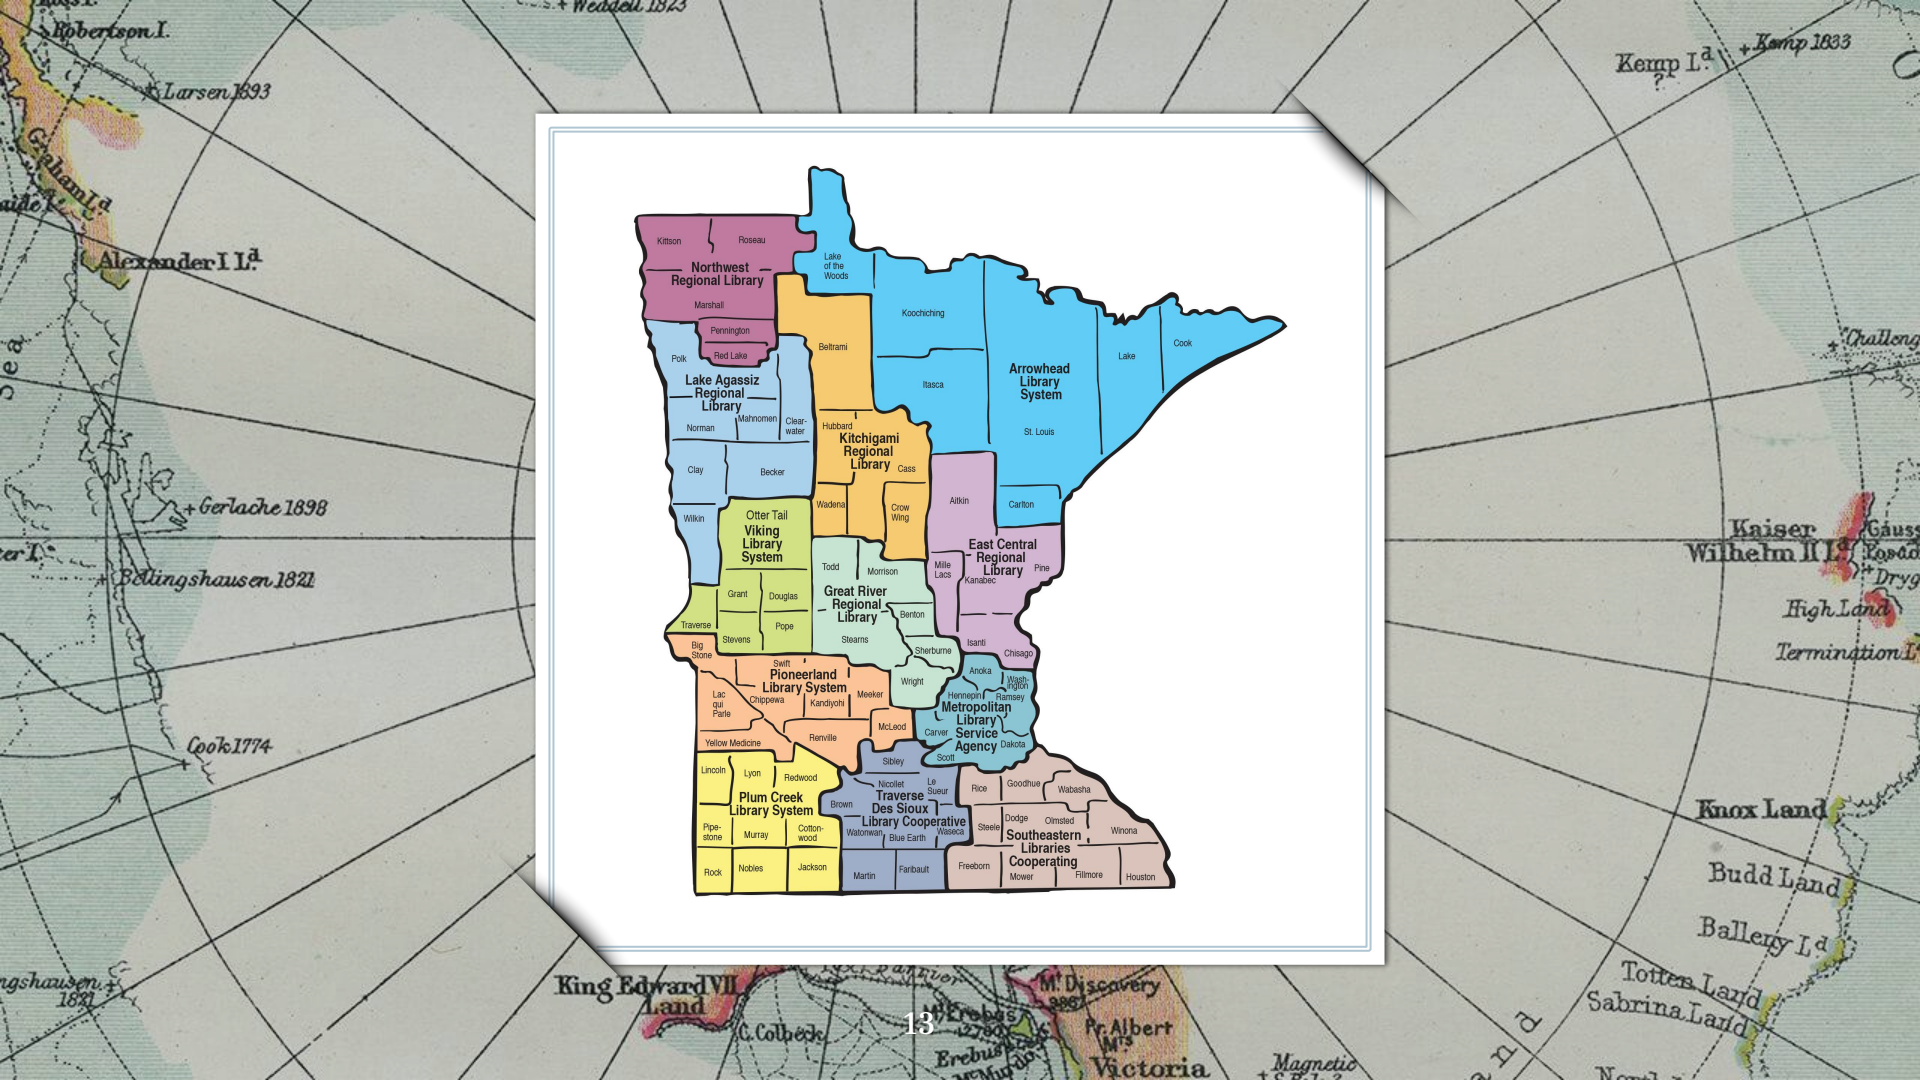 Weddell 1823
Robertson I.
Larsen 1893
Graham Ld
Alexander I Ld.
Sea
Gerlache 1898
Bellingshausen 1821
Cook 1774
ngshausen
1821
Kemp Ld.
?
Kemp 1833
Challeng
Kaiser
Wilhelm II Ld.
Gauss
Posad
Dryg
High Land
Termination I
Knox Land
Budd Land
Balleny Ld
Totten Land
Sabrina Land
Kittson
Roseau
Northwest
Regional Library
Marshall
Pennington
Red Lake
Lake
of the
Woods
Koochiching
Beltrami
Itasca
Lake
Cook
Arrowhead
Library
System
St. Louis
Carlton
Polk
Lake Agassiz
Regional
Library
Norman
Mahnomen
Clear-
water
Clay
Becker
Wilkin
Hubbard
Kitchigami
Regional
Library
Cass
Wadena
Crow
Wing
Aitkin
East Central
Regional
Library
Mille
Lacs
Kanabec
Pine
Isanti
Chisago
Otter Tail
Viking
Library
System
Grant
Douglas
Traverse
Stevens
Pope
Todd
Morrison
Great River
Regional
Library
Benton
Stearns
Sherburne
Wright
Big
Stone
Swift
Pioneerland
Library System
Lac
qui
Parle
Chippewa
Kandiyohi
Meeker
McLeod
Renville
Yellow Medicine
Anoka
Wash-
ington
Hennepin
Ramsey
Metropolitan
Library
Service
Agency
Carver
Dakota
Scott
Lincoln
Lyon
Redwood
Plum Creek
Library System
Pipe-
stone
Murray
Cotton-
wood
Rock
Nobles
Jackson
Sibley
Nicollet
Le
Sueur
Traverse
Des Sioux
Library Cooperative
Brown
Watonwan
Blue Earth
Waseca
Martin
Faribault
Rice
Goodhue
Wabasha
Steele
Dodge
Olmsted
Winona
Southeastern
Libraries
Cooperating
Freeborn
Mower
Fillmore
Houston
King Edward VII
Land
C. Colbeck
13
Mt. Discovery
Pr. Albert
Mts
Victoria
Magnetic